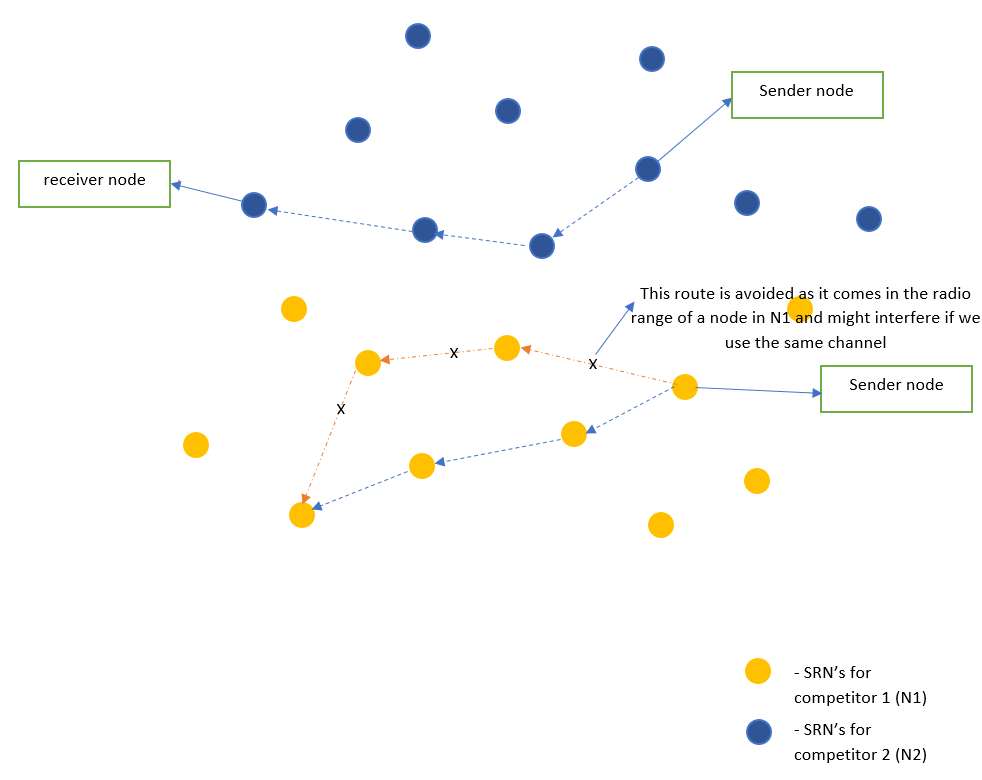 Sender node
receiver node
This route is avoided as it comes in the radio
range of a node in N1 and might interfere if we
use the same channel
x
x
Sender node
x
- SRN's for
competitor 1 (N1)
- SRN's for
competitor 2 (N2)